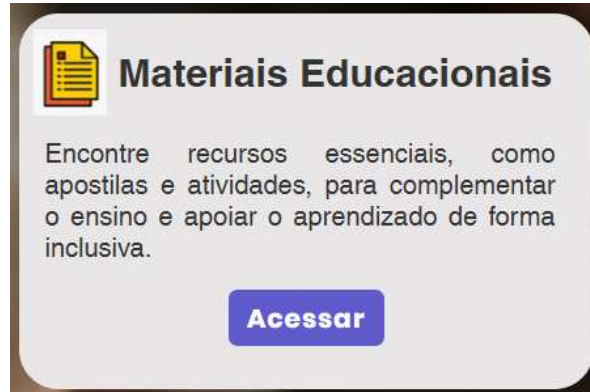 Materiais Educacionais
Encontre recursos essenciais, como
apostilas e atividades, para complementar
o ensino e apoiar o aprendizado de forma
inclusiva.
Acessar